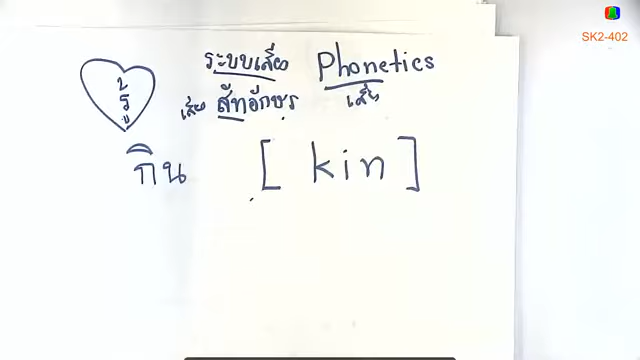 SK2-402
ระบบเสียง Phonetics
เสียง สัทอักษร เสียง
กิน [ kin ]